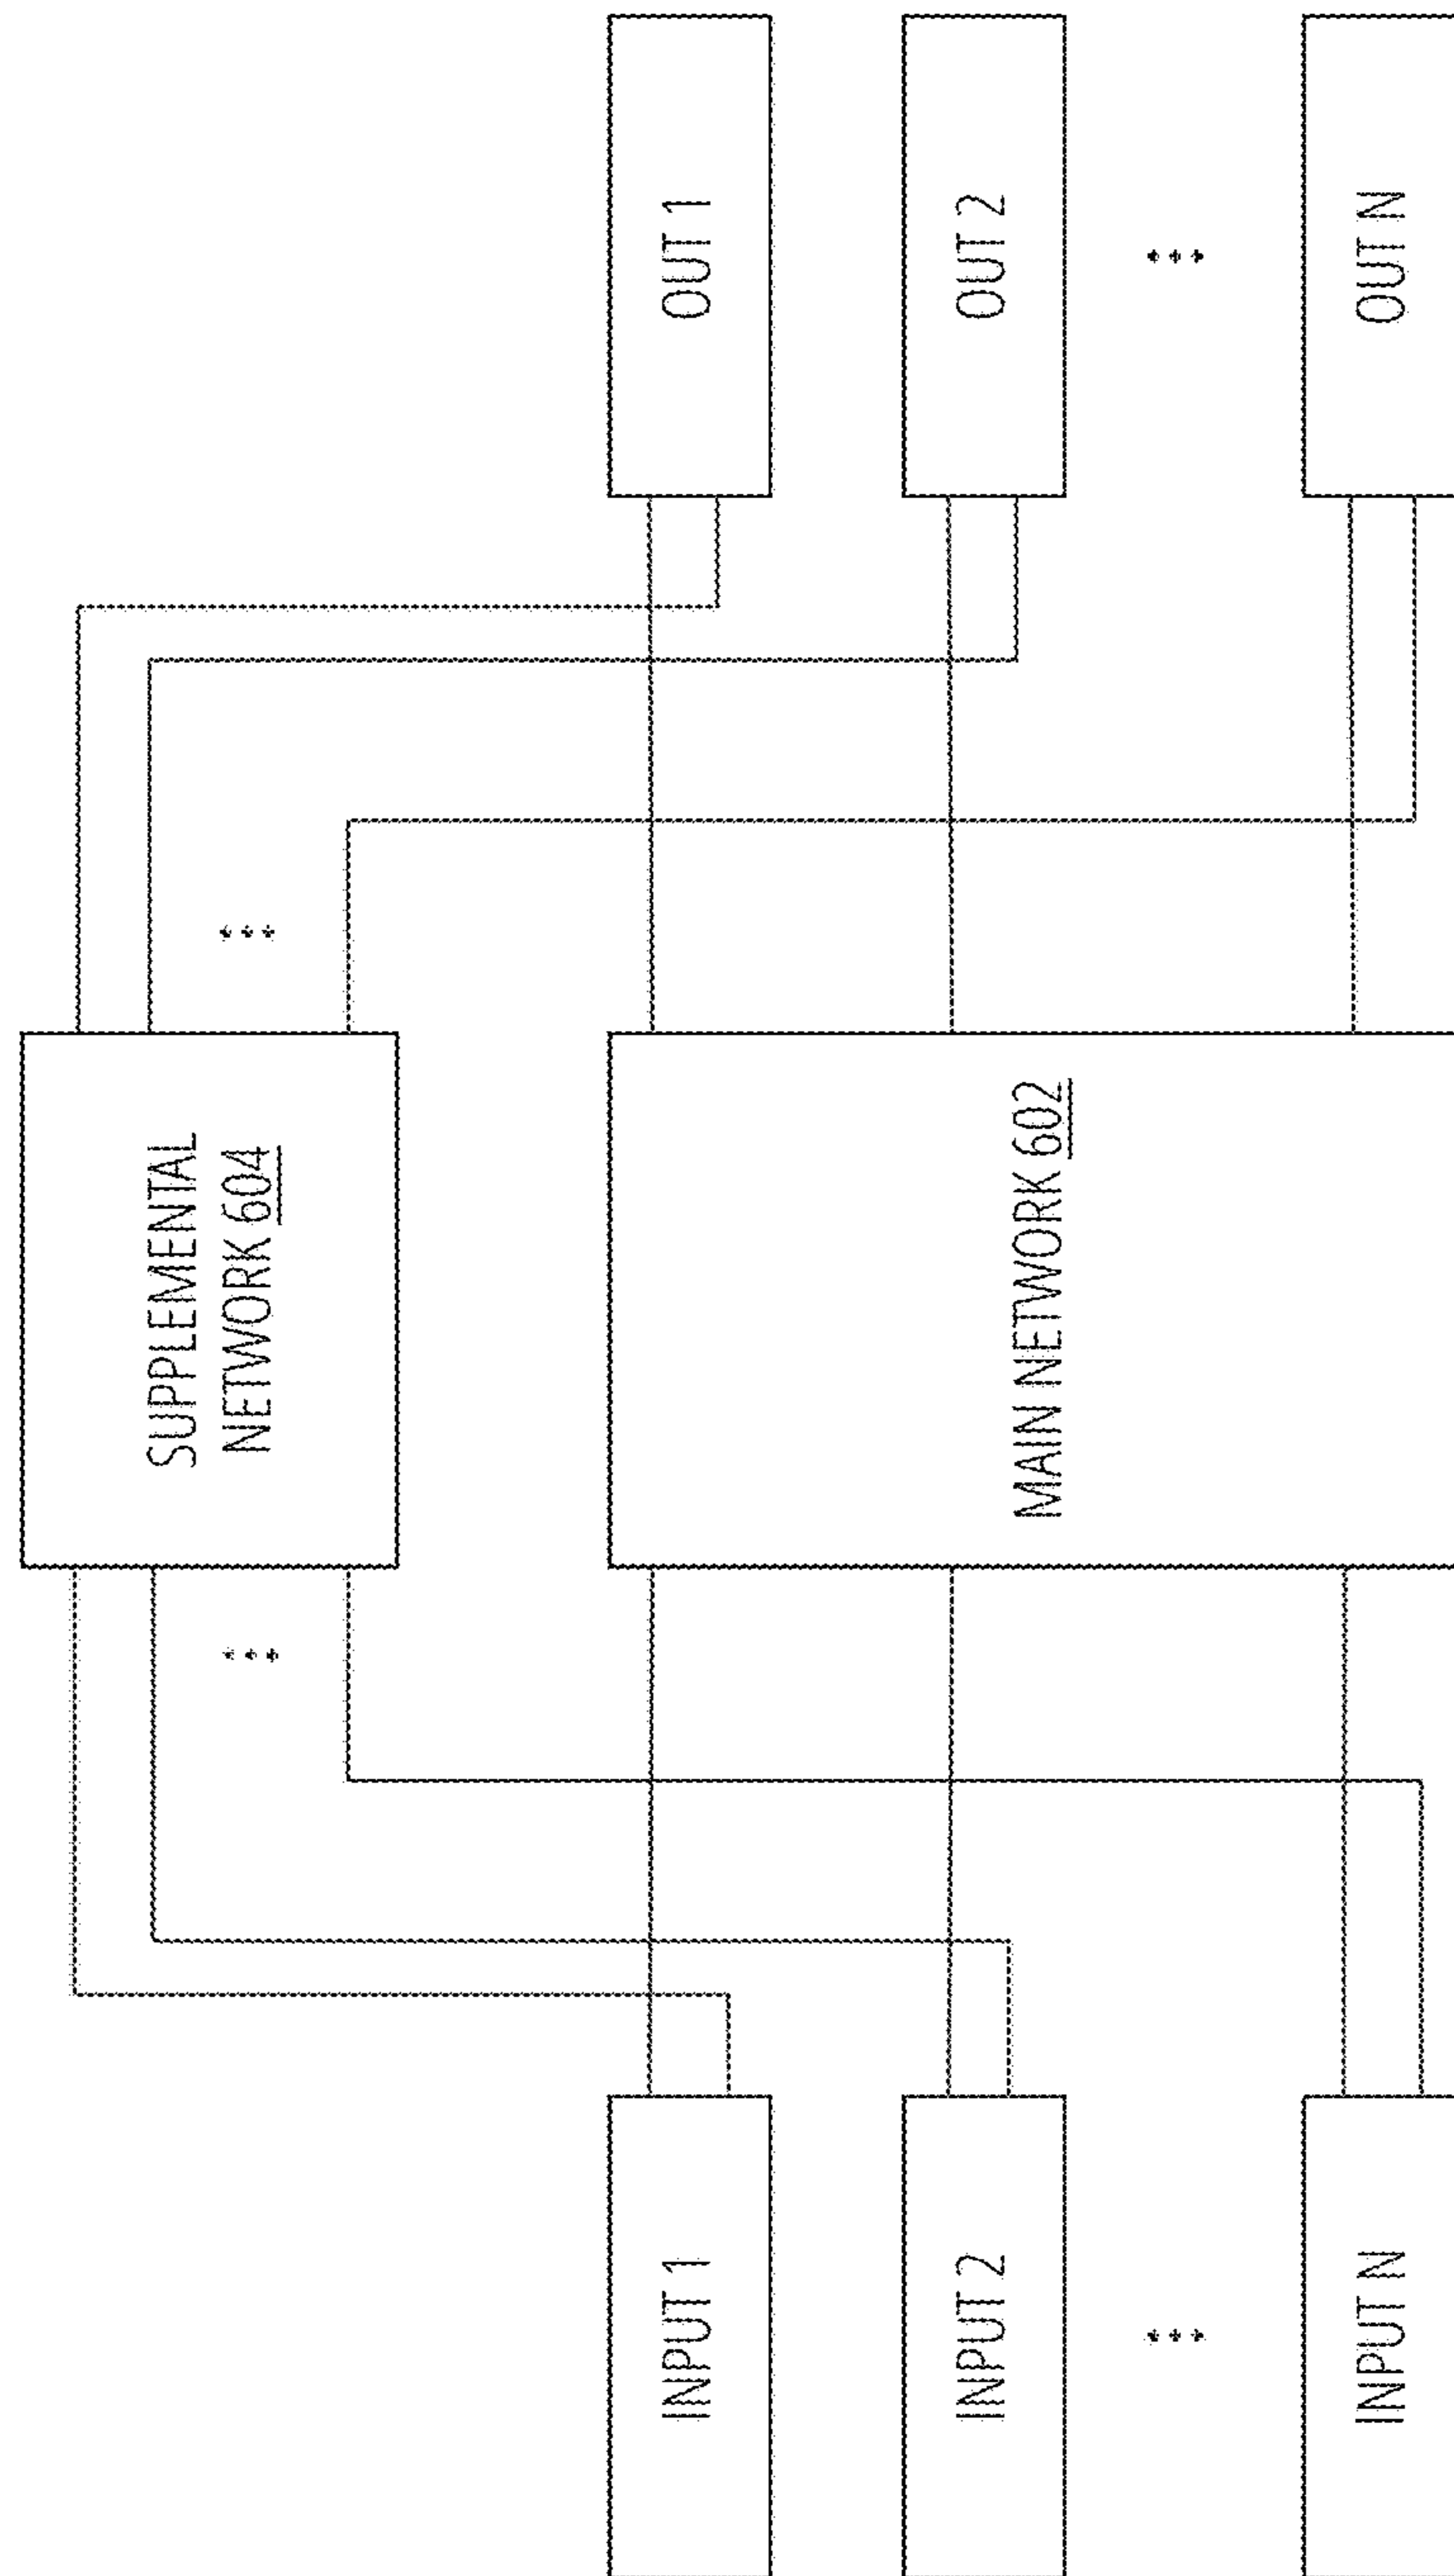 SUPPLEMENTAL
NETWORK 604
INPUT 1
OUT 1
INPUT 2
MAIN NETWORK 602
OUT 2
INPUT N
OUT N